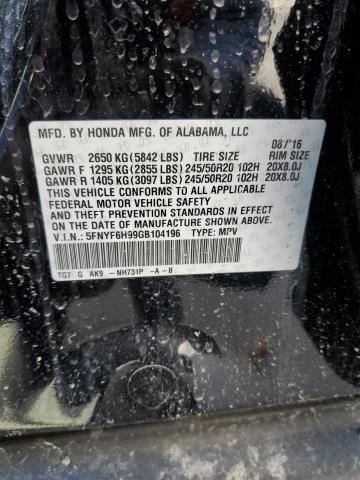 MFD. BY HONDA MFG. OF ALABAMA, LLC
08/16
GVWR 2650 KG (5842 LBS) TIRE SIZE RIM SIZE
GAWR F 1295 KG (2855 LBS) 245/50R20 102H 20X8.0J
GAWR R 1405 KG (3097 LBS) 245/50R20 102H 20X8.0J
THIS VEHICLE CONFORMS TO ALL APPLICABLE
FEDERAL MOTOR VEHICLE SAFETY
AND THEFT PREVENTION STANDARDS IN EFFECT ON THE
DATE OF MANUFACTURE SHOWN ABOVE.
V.I.N.: 5FNYF6H99GB104196 TYPE: MPV
TG7 G AK9 -NH731P -A-B